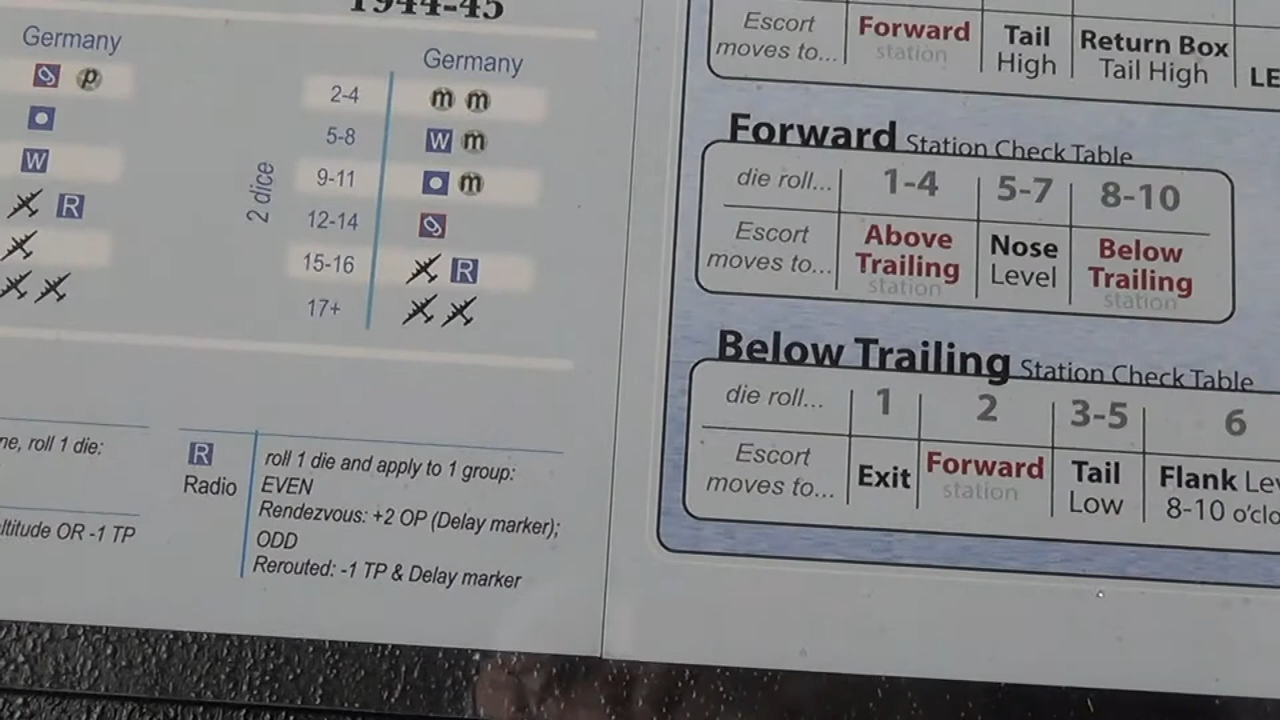 1944-45
Germany
p
W
R
Germany
2 dice
2-4
m m
5-8
W m
9-11
m
12-14
15-16
R
17+
ne, roll 1 die:
ltitude OR -1 TP
R
Radio
roll 1 die and apply to 1 group:
EVEN
Rendezvous: +2 OP (Delay marker);
ODD
Rerouted: -1 TP & Delay marker
Escort
moves to...
Forward
station
Tail
High
Return Box
Tail High
LE
Forward Station Check Table
die roll... 1-4 5-7 8-10
Escort
moves to...
Above
Trailing
station
Nose
Level
Below
Trailing
station
Below Trailing Station Check Table
die roll... 1 2 3-5 6
Escort
moves to...
Exit
Forward
station
Tail
Low
Flank Lev
8-10 o'clo